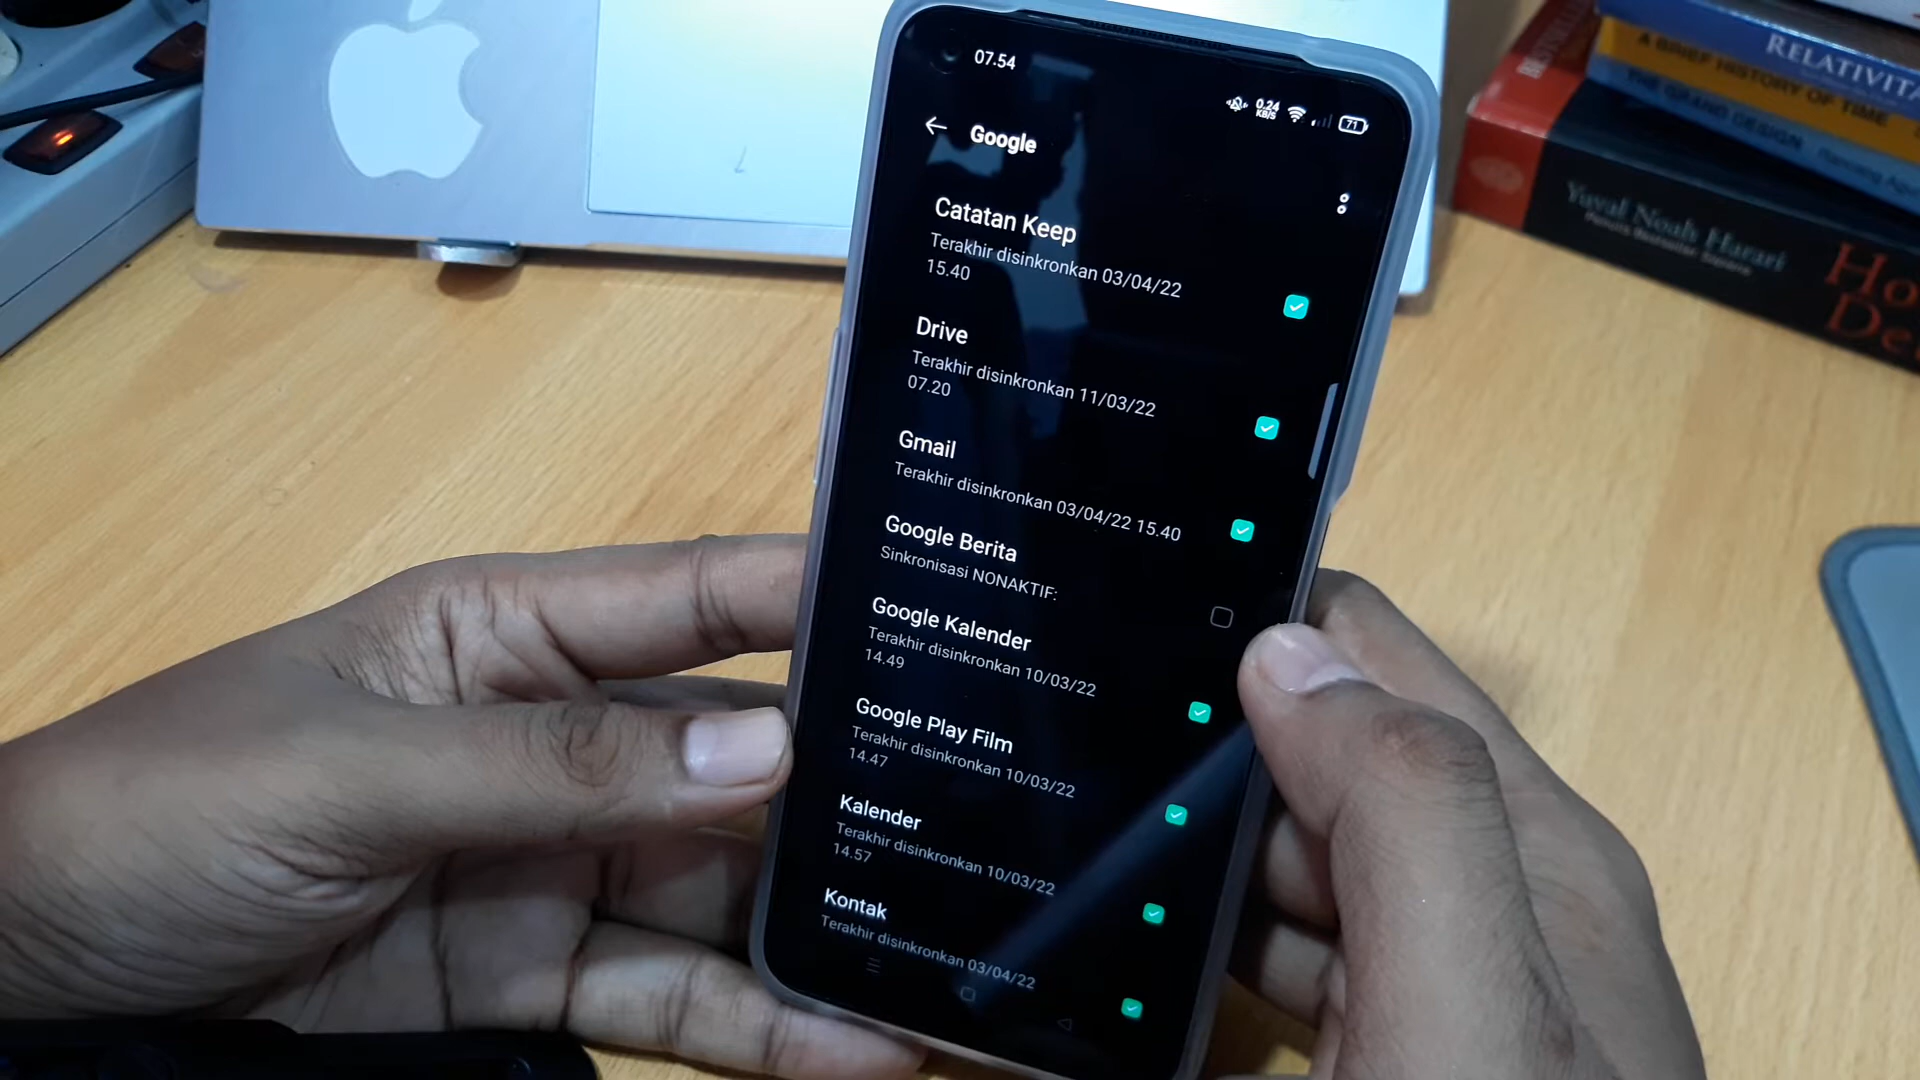 07.54
0.24
KB/S
71
Google
Catatan Keep
Terakhir disinkronkan 03/04/22
15.40
Drive
Terakhir disinkronkan 11/03/22
07.20
Gmail
Terakhir disinkronkan 03/04/22 15.40
Google Berita
Sinkronisasi NONAKTIF:
Google Kalender
Terakhir disinkronkan 10/03/22
14.49
Google Play Film
Terakhir disinkronkan 10/03/22
14.47
Kalender
Terakhir disinkronkan 10/03/22
14.57
Kontak
Terakhir disinkronkan 03/04/22
RELATIVITA
A BRIEF HISTORY OF TIME
THE GRAND DESIGN
Yuval Noah Harari
Ho
De